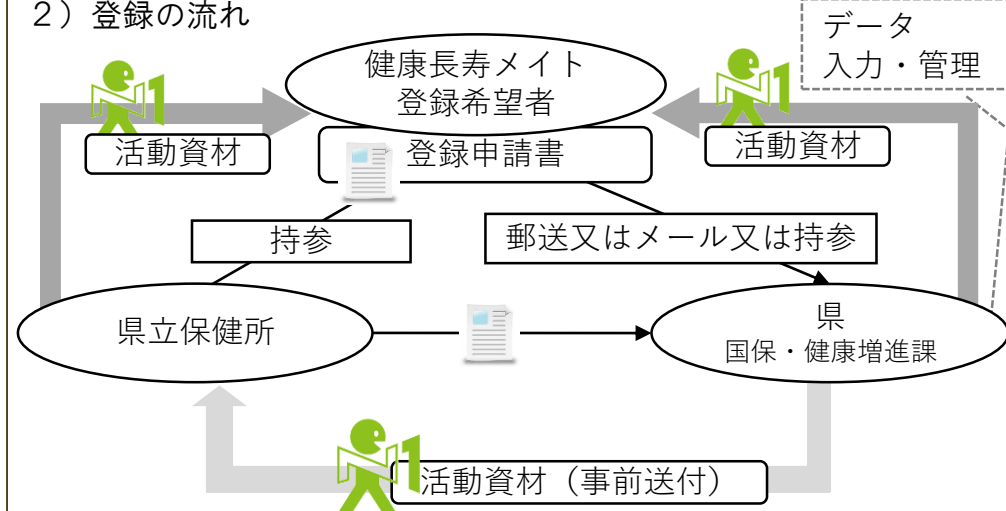 ２）登録の流れ
データ
入力・管理
健康長寿メイト
登録希望者
活動資材
登録申請書
活動資材
持参
郵送又はメール又は持参
県立保健所
県
国保・健康増進課
活動資材（事前送付）